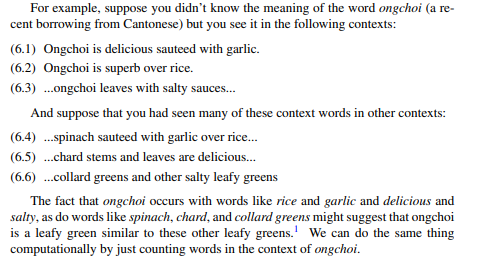 For example, suppose you didn't know the meaning of the word ongchoi (a re-
cent borrowing from Cantonese) but you see it in the following contexts:
(6.1) Ongchoi is delicious sauteed with garlic.
(6.2) Ongchoi is superb over rice.
(6.3) ...ongchoi leaves with salty sauces...
And suppose that you had seen many of these context words in other contexts:
(6.4) ...spinach sauteed with garlic over rice...
(6.5) ...chard stems and leaves are delicious...
(6.6) ...collard greens and other salty leafy greens
The fact that ongchoi occurs with words like rice and garlic and delicious and
salty, as do words like spinach, chard, and collard greens might suggest that ongchoi
is a leafy green similar to these other leafy greens.1 We can do the same thing
computationally by just counting words in the context of ongchoi.